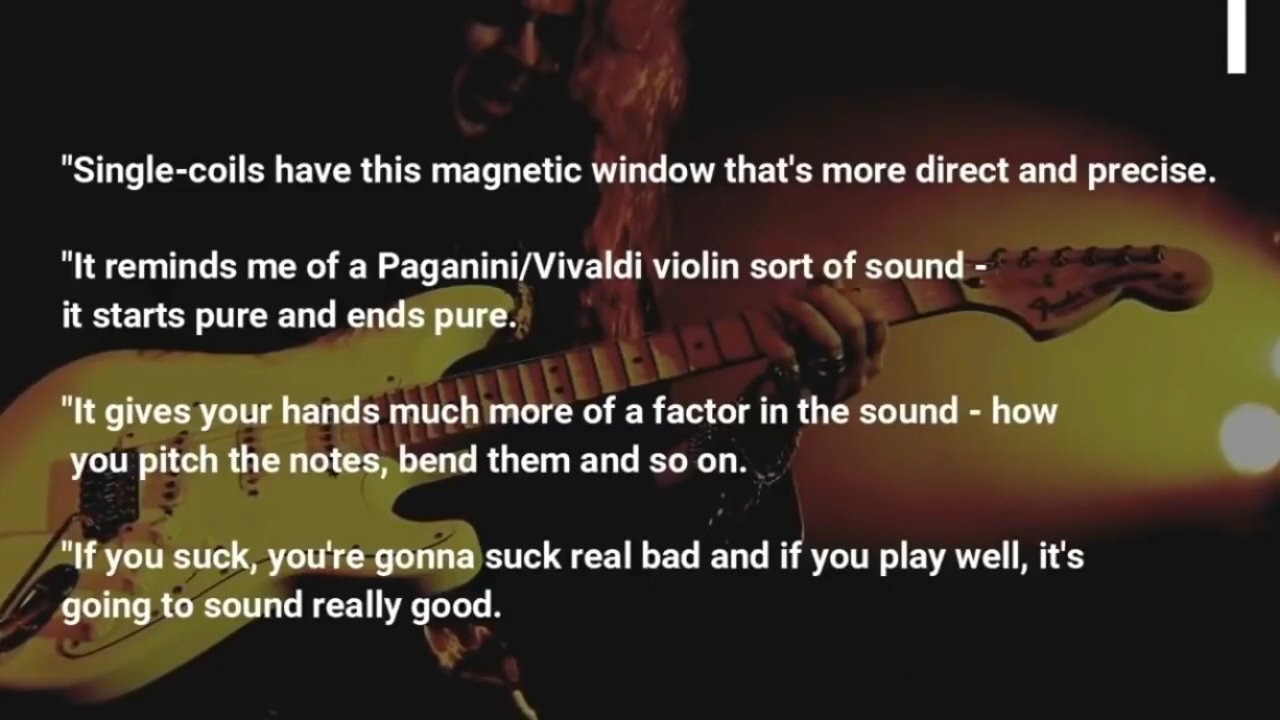 "Single-coils have this magnetic window that's more direct and precise.
"It reminds me of a Paganini/Vivaldi violin sort of sound -
it starts pure and ends pure.
"It gives your hands much more of a factor in the sound - how
you pitch the notes, bend them and so on.
"If you suck, you're gonna suck real bad and if you play well, it's
going to sound really good.
Fender